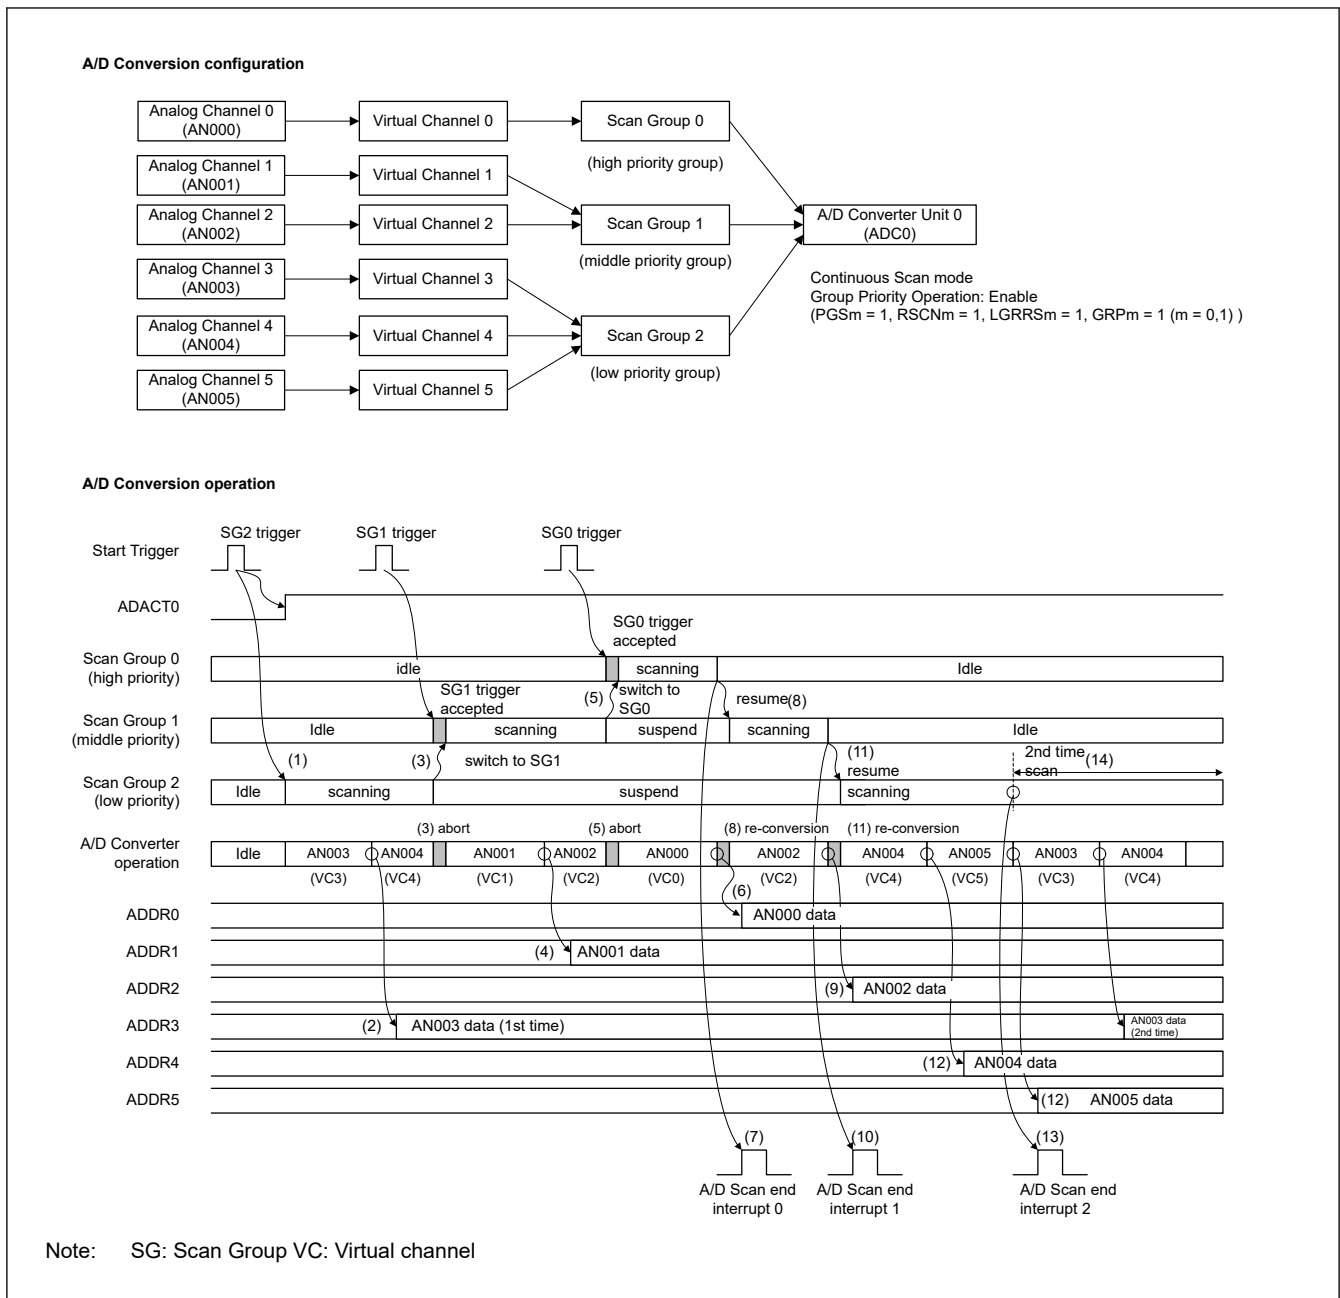 A/D Conversion configuration
Analog Channel 0
(AN000)
Virtual Channel 0
Scan Group 0
(high priority group)
Analog Channel 1
(AN001)
Virtual Channel 1
Analog Channel 2
(AN002)
Virtual Channel 2
Scan Group 1
(middle priority group)
A/D Converter Unit 0
(ADC0)
Analog Channel 3
(AN003)
Virtual Channel 3
Continuous Scan mode
Group Priority Operation: Enable
(PGSm = 1, RSCNm = 1, LGRRSm = 1, GRPm = 1 (m = 0,1) )
Analog Channel 4
(AN004)
Virtual Channel 4
Scan Group 2
(low priority group)
Analog Channel 5
(AN005)
Virtual Channel 5
A/D Conversion operation
SG2 trigger
SG1 trigger
SG0 trigger
Start Trigger
ADACT0
SG0 trigger
accepted
Scan Group 0
(high priority)
idle
scanning
Idle
SG1 trigger
accepted
(5)
switch to
SG0
resume(8)
Scan Group 1
(middle priority)
Idle
scanning
suspend
scanning
Idle
(1)
(3)
switch to SG1
(11)
resume
2nd time
scan
(14)
Scan Group 2
(low priority)
Idle
scanning
suspend
scanning
(3) abort
(5) abort
(8) re-conversion
(11) re-conversion
A/D Converter
operation
Idle
AN003
AN004
AN001
AN002
AN000
AN002
AN004
AN005
AN003
AN004
(VC3)
(VC4)
(VC1)
(VC2)
(VC0)
(VC2)
(VC4)
(VC5)
(VC3)
(VC4)
(6)
ADDR0
AN000 data
ADDR1
(4)
AN001 data
ADDR2
(9)
AN002 data
ADDR3
(2)
AN003 data (1st time)
AN003 data
(2nd time)
ADDR4
(12)
AN004 data
ADDR5
(12)
AN005 data
(7)
(10)
(13)
A/D Scan end
interrupt 0
A/D Scan end
interrupt 1
A/D Scan end
interrupt 2
Note: SG: Scan Group VC: Virtual channel